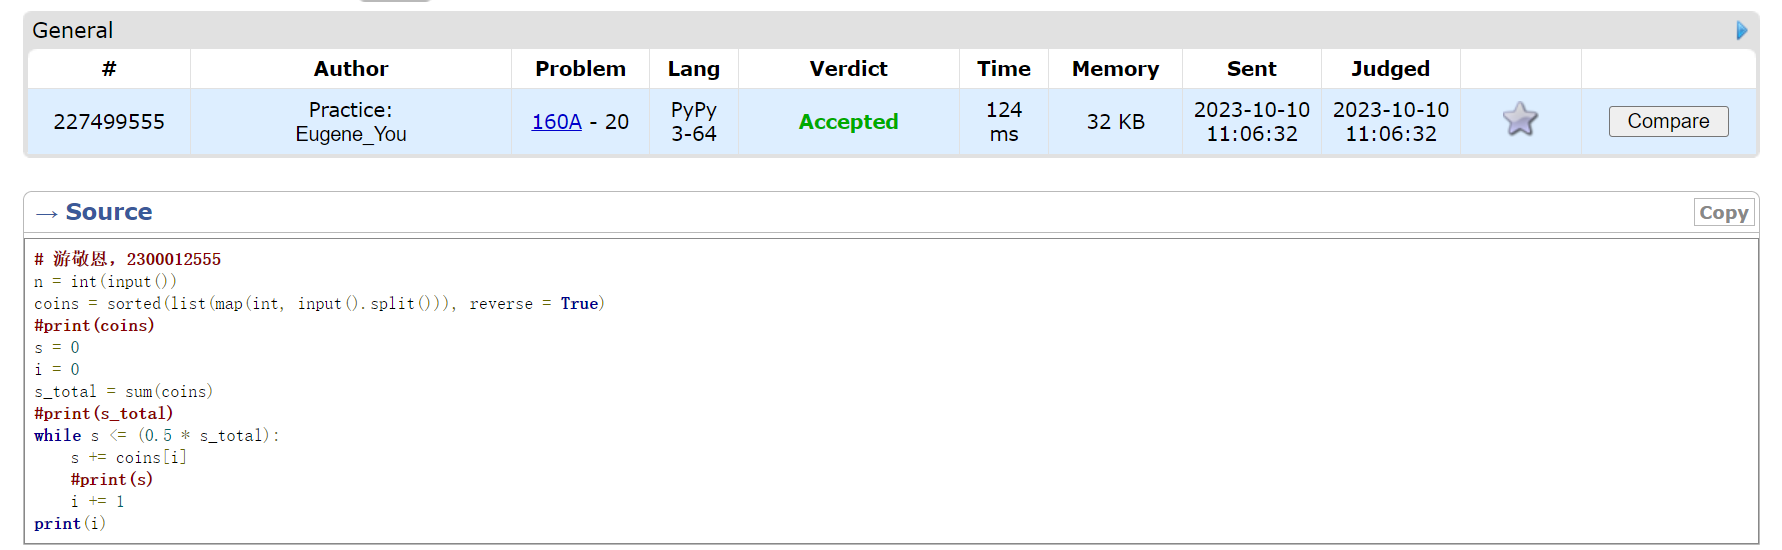 General
# Author Problem Lang Verdict Time Memory Sent Judged
227499555 Practice: Eugene_You 160A - 20 PyPy 3-64 Accepted 124 ms 32 KB 2023-10-10 11:06:32 2023-10-10 11:06:32 Compare
→ Source Copy
# 游敬恩，2300012555
n = int(input())
coins = sorted(list(map(int, input().split())), reverse = True)
#print(coins)
s = 0
i = 0
s_total = sum(coins)
#print(s_total)
while s <= (0.5 * s_total):
    s += coins[i]
    #print(s)
    i += 1
print(i)